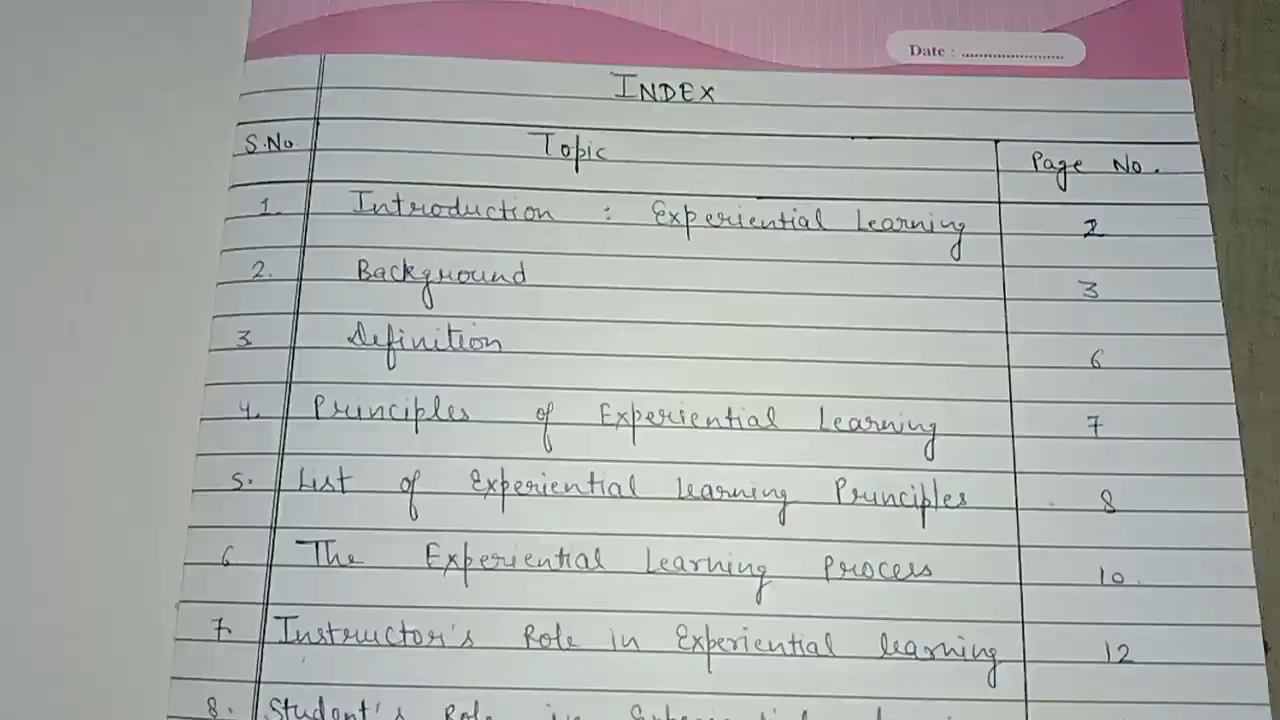 Date : ........................
INDEX
S.No. Topic Page No.
1. Introduction : Experiential Learning 2
2. Background 3
3 Definition 6
4. Principles of Experiential Learning 7
5. List of Experiential Learning Principles 8
6 The Experiential Learning Process 10
7. Instructor's Role in Experiential learning 12
8. Student's Role in